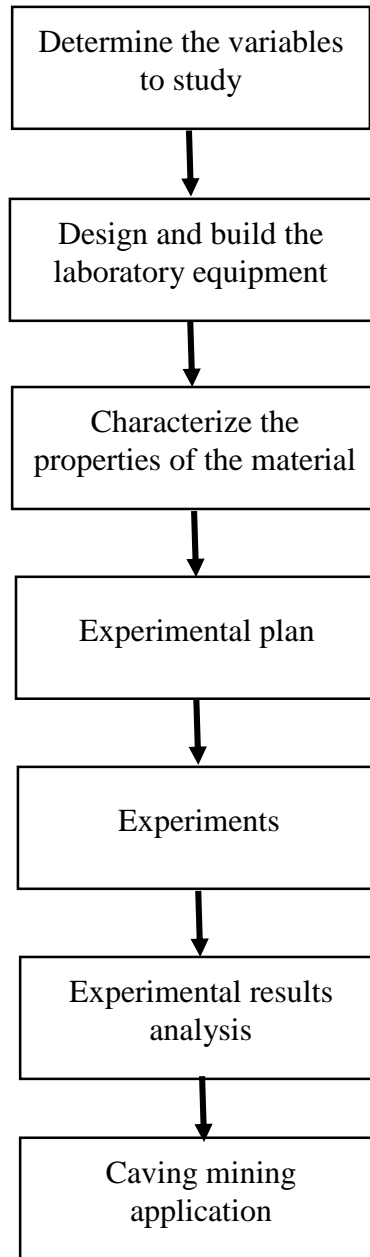 Determine the variables
to study
Design and build the
laboratory equipment
Characterize the
properties of the material
Experimental plan
Experiments
Experimental results
analysis
Caving mining
application